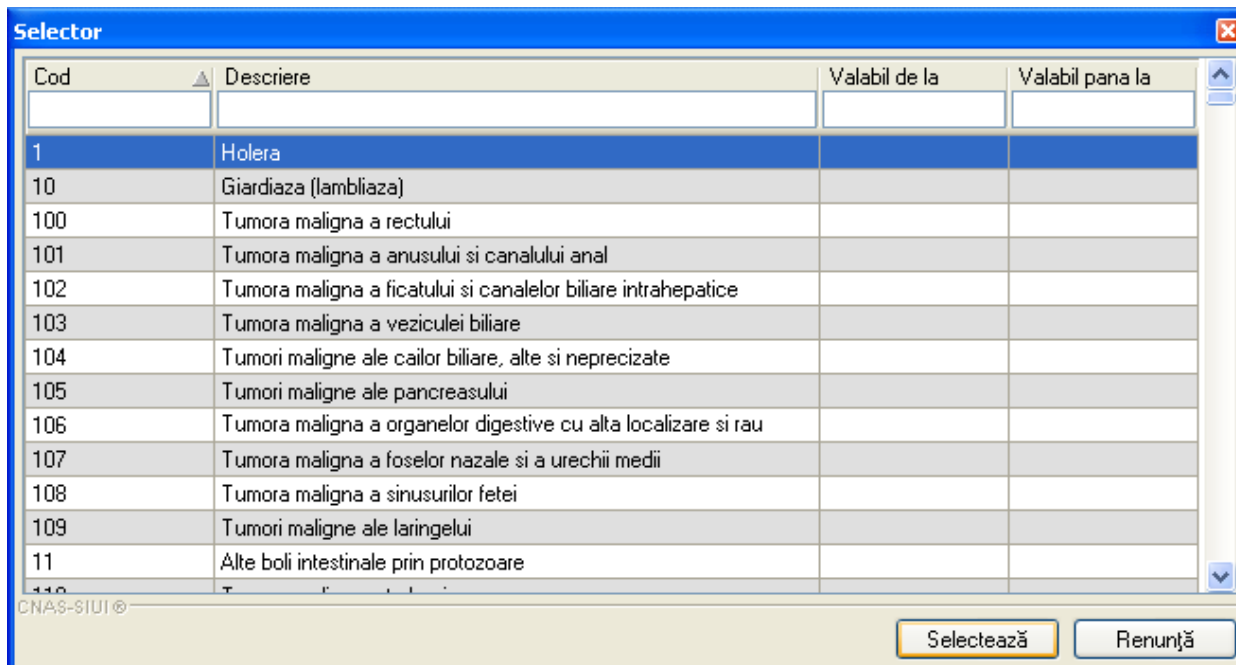 Selector
Cod Descriere Valabil de la Valabil pana la
1 Holera
10 Giardiaza (lambliaza)
100 Tumora maligna a rectului
101 Tumora maligna a anusului si canalului anal
102 Tumora maligna a ficatului si canalelor biliare intrahepatice
103 Tumora maligna a veziculei biliare
104 Tumori maligne ale cailor biliare, alte si neprecizate
105 Tumori maligne ale pancreasului
106 Tumora maligna a organelor digestive cu alta localizare si rau
107 Tumora maligna a foselor nazale si a urechii medii
108 Tumora maligna a sinusurilor fetei
109 Tumori maligne ale laringelui
11 Alte boli intestinale prin protozoare
CNAS-SIUI ®
Selectează Renunţă